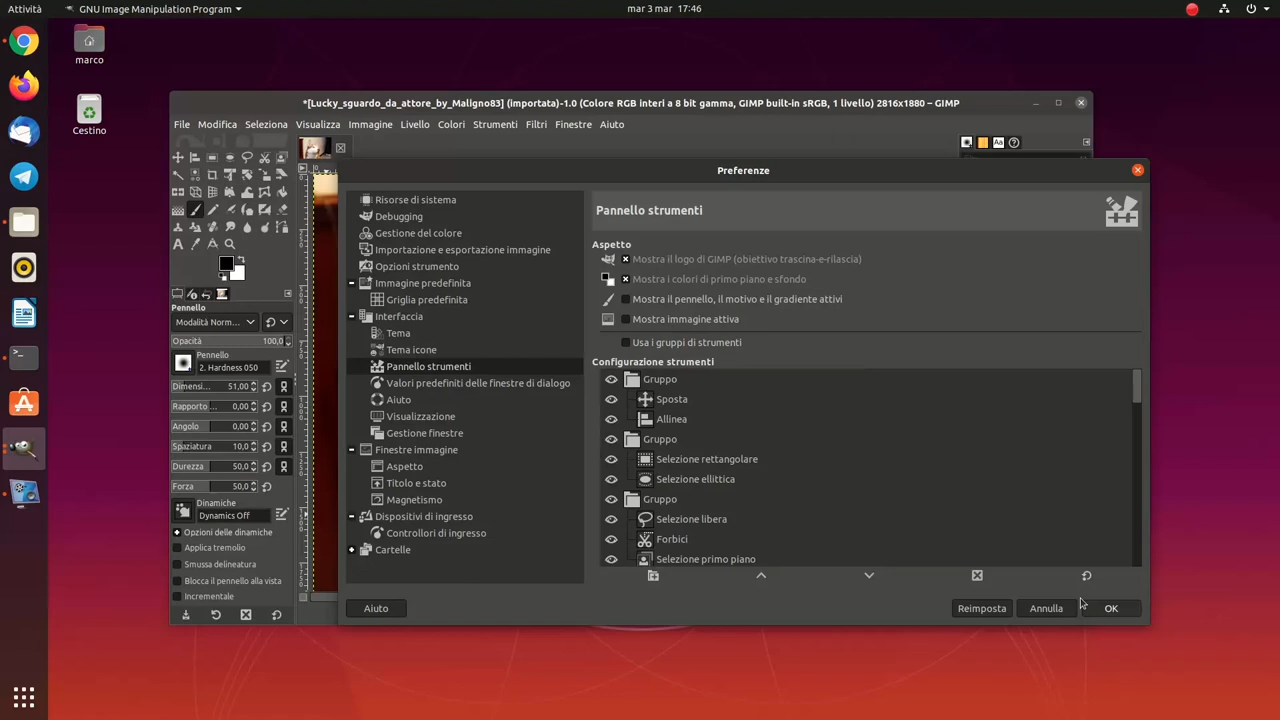 Attività
GNU Image Manipulation Program
mar 3 mar 17:46
marco
Cestino
*[Lucky_sguardo_da_attore_by_Maligno83] (importata)-1.0 (Colore RGB interi a 8 bit gamma, GIMP built-in sRGB, 1 livello) 2816x1880 – GIMP
File Modifica Seleziona Visualizza Immagine Livello Colori Strumenti Filtri Finestre Aiuto
Pennello
Modalità Norm...
Opacità 100,0
Pennello
2. Hardness 050
Dimensi... 51,00
Rapporto ... 0,00
Angolo 0,00
Spaziatura 10,0
Durezza 50,0
Forza 50,0
Dinamiche
Dynamics Off
Opzioni delle dinamiche
Applica tremolio
Smussa delineatura
Blocca il pennello alla vista
Incrementale
Preferenze
Risorse di sistema
Debugging
Gestione del colore
Importazione e esportazione immagine
Opzioni strumento
Immagine predefinita
Griglia predefinita
Interfaccia
Tema
Tema icone
Pannello strumenti
Valori predefiniti delle finestre di dialogo
Aiuto
Visualizzazione
Gestione finestre
Finestre immagine
Aspetto
Titolo e stato
Magnetismo
Dispositivi di ingresso
Controllori di ingresso
Cartelle
Pannello strumenti
Aspetto
Mostra il logo di GIMP (obiettivo trascina-e-rilascia)
Mostra i colori di primo piano e sfondo
Mostra il pennello, il motivo e il gradiente attivi
Mostra immagine attiva
Usa i gruppi di strumenti
Configurazione strumenti
Gruppo
Sposta
Allinea
Gruppo
Selezione rettangolare
Selezione ellittica
Gruppo
Selezione libera
Forbici
Selezione primo piano
Aiuto
Reimposta
Annulla
OK